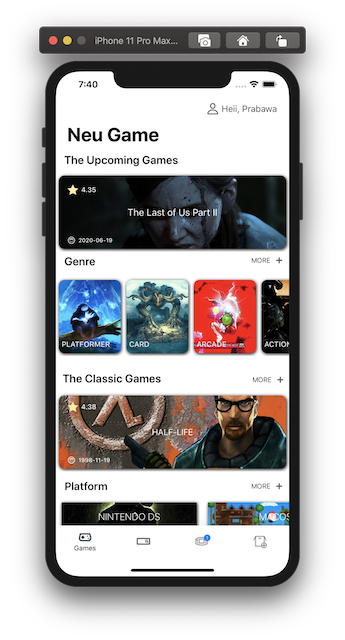 iPhone 11 Pro Max...
7:40
Heii, Prabawa
Neu Game
The Upcoming Games
4.35
The Last of Us Part II
2020-06-19
Genre
MORE +
PLATFORMER
CARD
ARCADE
ACTION
The Classic Games
MORE +
4.38
HALF-LIFE
1998-11-19
Platform
MORE +
NINTENDO DS
MACOS
Games